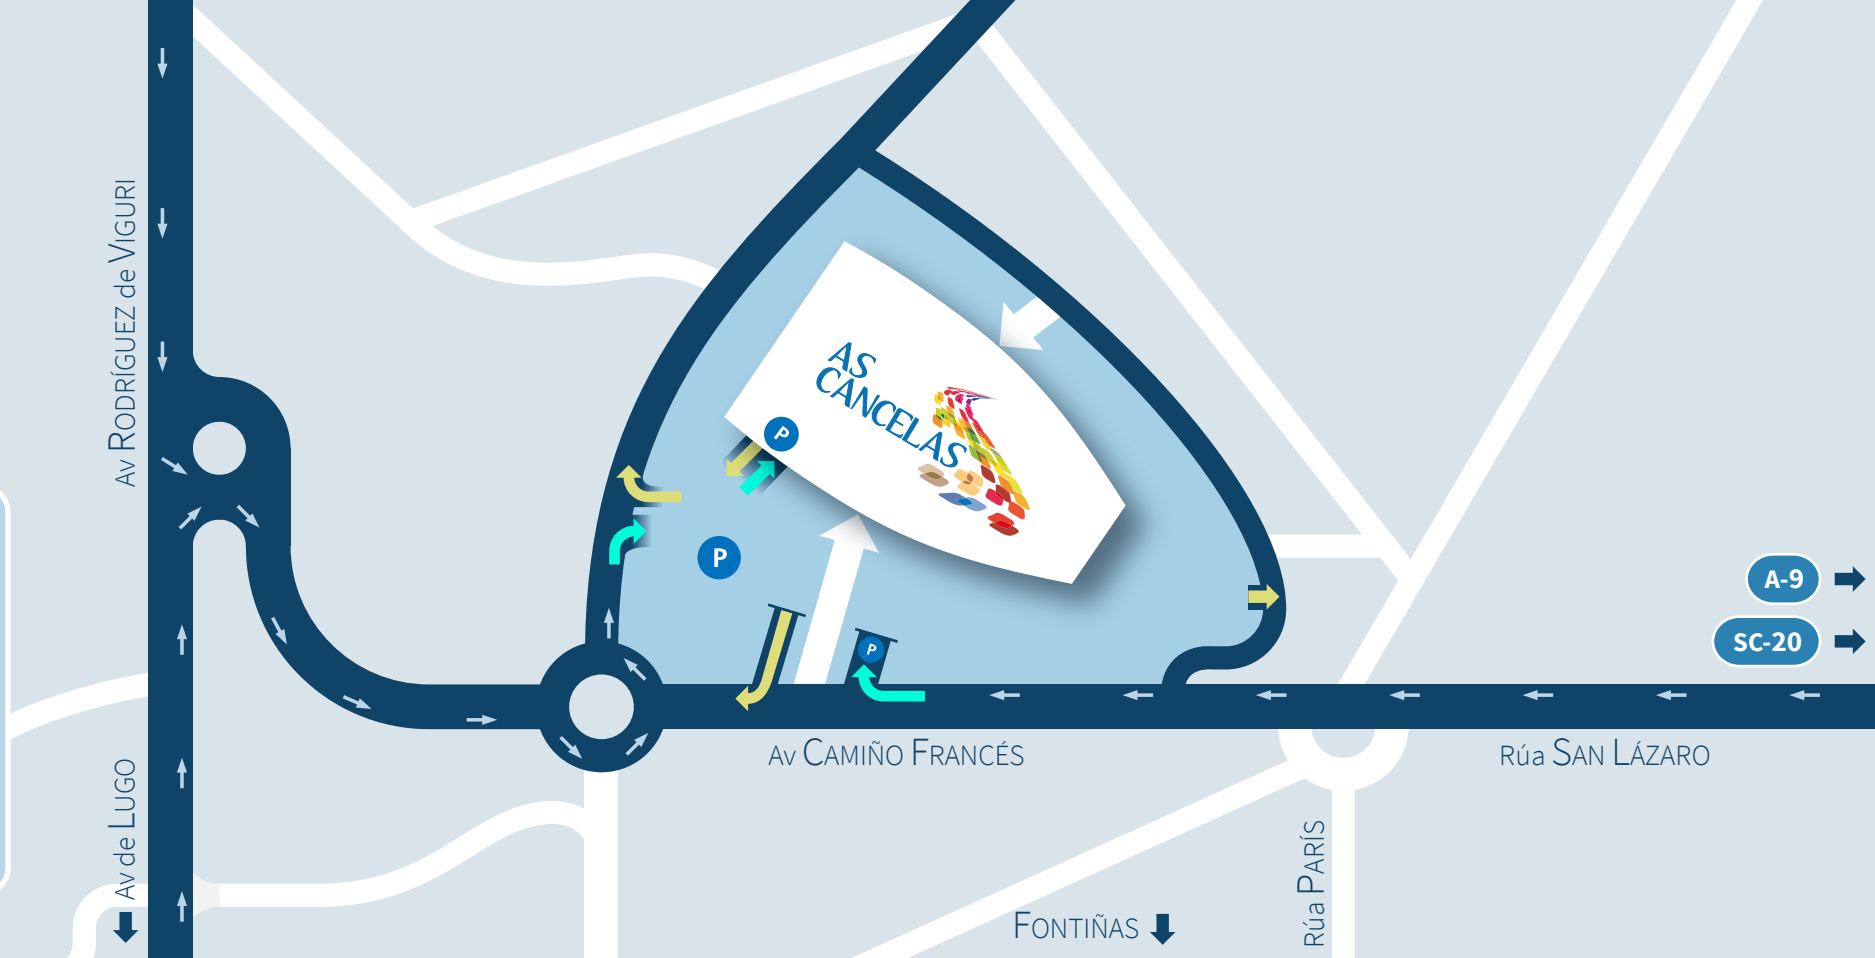 Av RODRÍGUEZ de VIGURI
AS
CANCELAS
P
P
P
A-9
SC-20
Av CAMIÑO FRANCÉS
Rúa SAN LÁZARO
Av de LUGO
Rúa PARÍS
FONTIÑAS